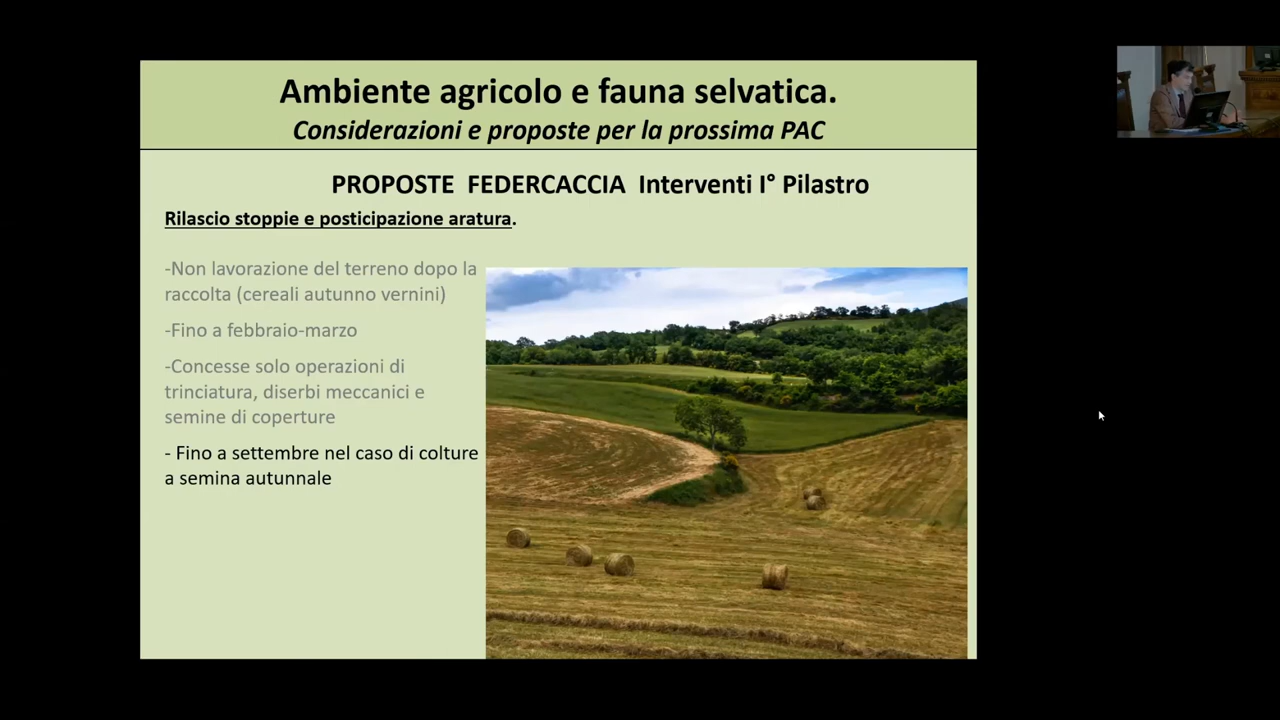 Ambiente agricolo e fauna selvatica.
Considerazioni e proposte per la prossima PAC
PROPOSTE FEDERCACCIA Interventi I° Pilastro
Rilascio stoppie e posticipazione aratura.
-Non lavorazione del terreno dopo la
raccolta (cereali autunno vernini)
-Fino a febbraio-marzo
-Concesse solo operazioni di
trinciatura, diserbi meccanici e
semine di coperture
- Fino a settembre nel caso di colture
a semina autunnale